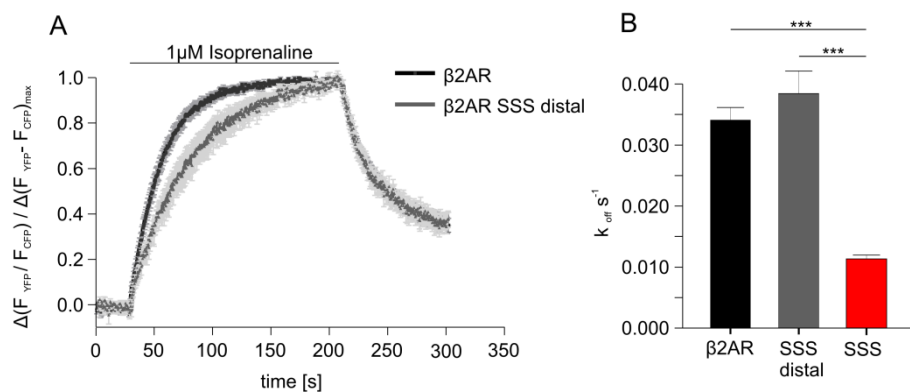 A
1µM Isoprenaline
β2AR
β2AR SSS distal
Δ(F YFP / F CFP) / Δ(F YFP - F CFP)max
1.0
0.8
0.6
0.4
0.2
0.0
0 50 100 150 200 250 300 350
time [s]
B
***
***
k off s-1
0.040
0.030
0.020
0.010
0.000
β2AR SSS distal SSS